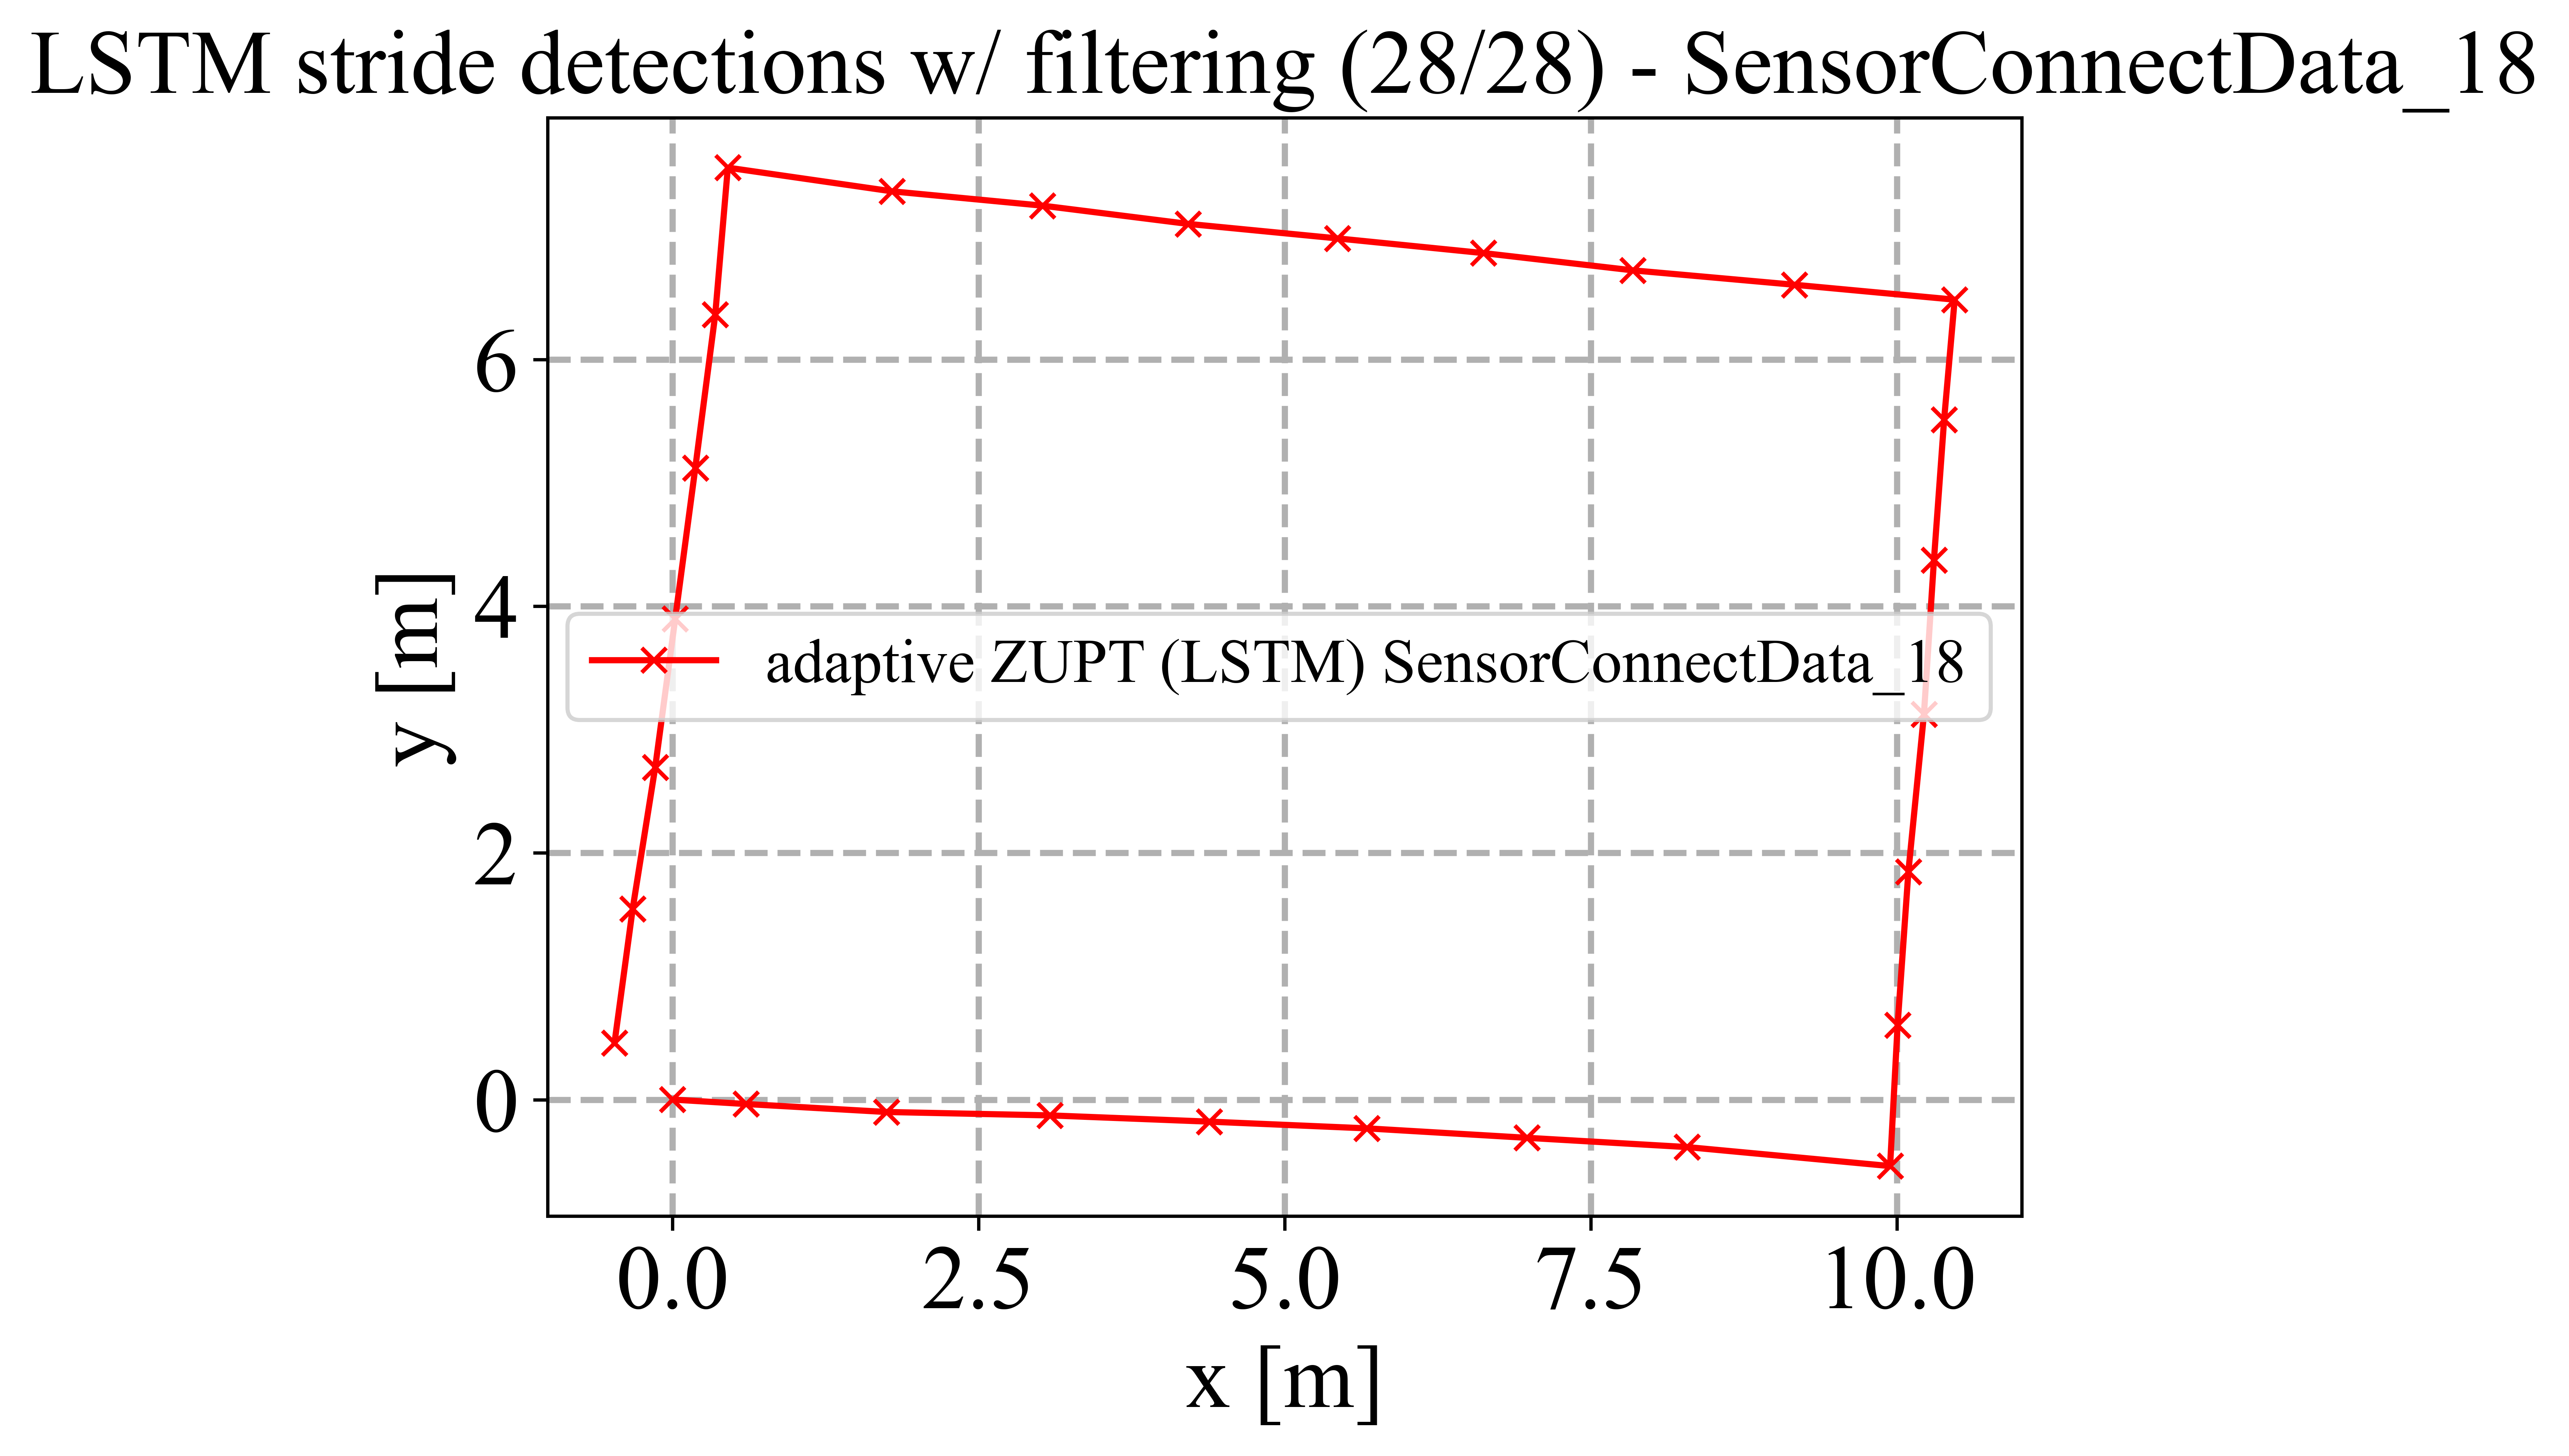 LSTM stride detections w/ filtering (28/28) - SensorConnectData_18
y [m]
6
4
2
0
adaptive ZUPT (LSTM) SensorConnectData_18
0.0 2.5 5.0 7.5 10.0
x [m]